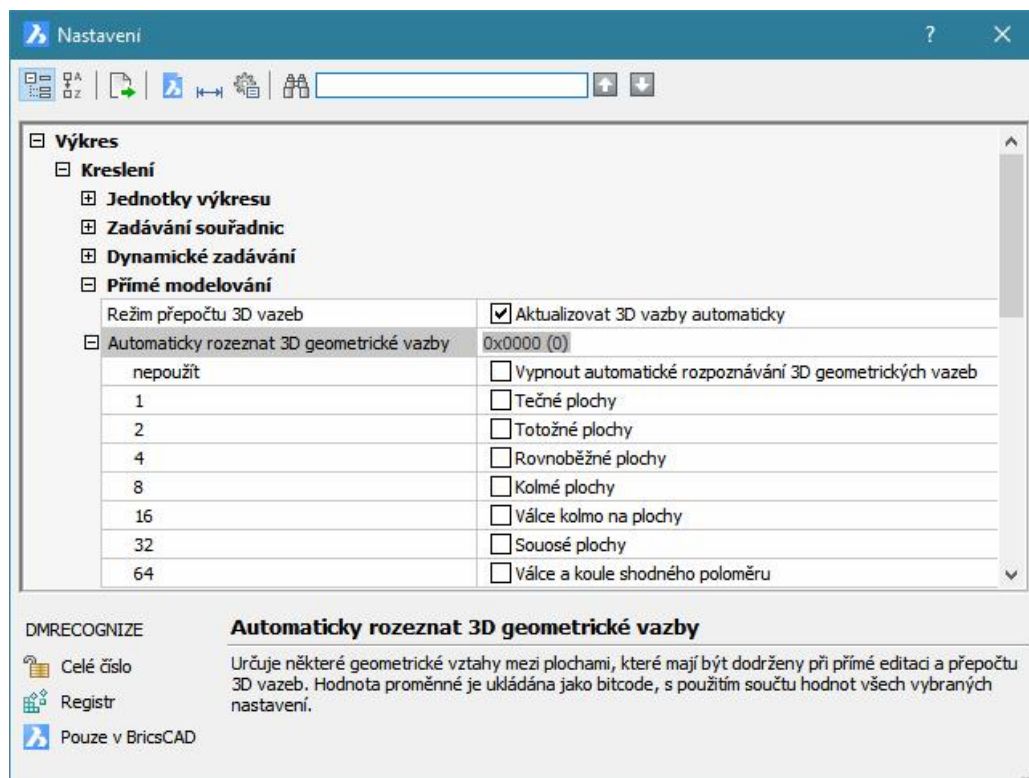 Nastavení
Výkres
Kreslení
Jednotky výkresu
Zadávání souřadnic
Dynamické zadávání
Přímé modelování
Režim přepočtu 3D vazeb Aktualizovat 3D vazby automaticky
Automaticky rozeznat 3D geometrické vazby 0x0000 (0)
nepoužít Vypnout automatické rozpoznávání 3D geometrických vazeb
1 Tečné plochy
2 Totožné plochy
4 Rovnoběžné plochy
8 Kolmé plochy
16 Válce kolmo na plochy
32 Souosé plochy
64 Válce a koule shodného poloměru
DMRECOGNIZE
Celé číslo
Registr
Pouze v BricsCAD
Automaticky rozeznat 3D geometrické vazby
Určuje některé geometrické vztahy mezi plochami, které mají být dodrženy při přímé editaci a přepočtu
3D vazeb. Hodnota proměnné je ukládána jako bitcode, s použitím součtu hodnot všech vybraných
nastavení.